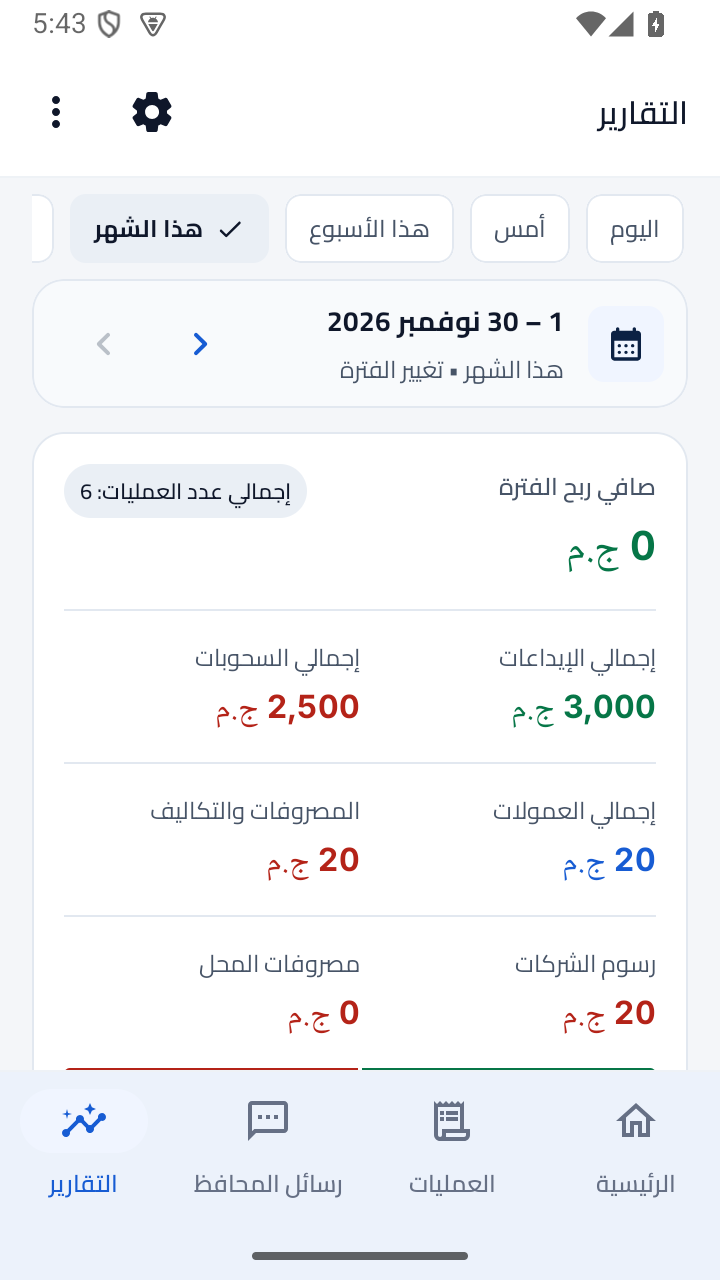 5:43
التقارير
اليوم
أمس
هذا الأسبوع
هذا الشهر
1 – 30 نوفمبر 2026
هذا الشهر • تغيير الفترة
صافي ربح الفترة
إجمالي عدد العمليات: 6
0 ج.م
إجمالي الإيداعات
إجمالي السحوبات
3,000 ج.م
2,500 ج.م
إجمالي العمولات
المصروفات والتكاليف
20 ج.م
20 ج.م
رسوم الشركات
مصروفات المحل
20 ج.م
0 ج.م
الرئيسية
العمليات
رسائل المحافظ
التقارير